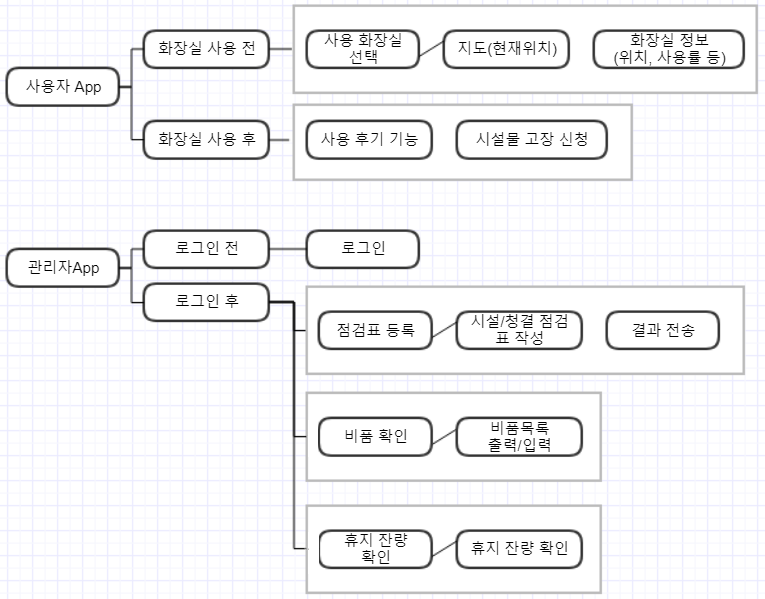 사용자 App
화장실 사용 전
사용 화장실
선택
지도(현재위치)
화장실 정보
(위치, 사용률 등)
화장실 사용 후
사용 후기 기능
시설물 고장 신청
관리자App
로그인 전
로그인
로그인 후
점검표 등록
시설/청결 점검
표 작성
결과 전송
비품 확인
비품목록
출력/입력
휴지 잔량
확인
휴지 잔량 확인